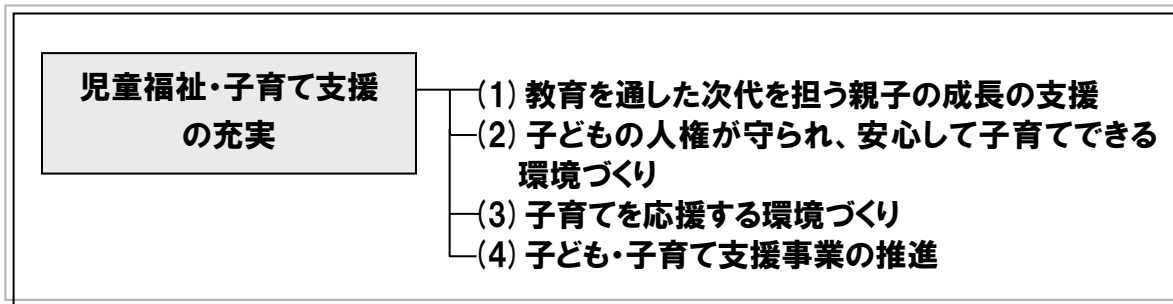 児童福祉・子育て支援
の充実
(1) 教育を通した次代を担う親子の成長の支援
(2) 子どもの人権が守られ、安心して子育てできる
環境づくり
(3) 子育てを応援する環境づくり
(4) 子ども・子育て支援事業の推進